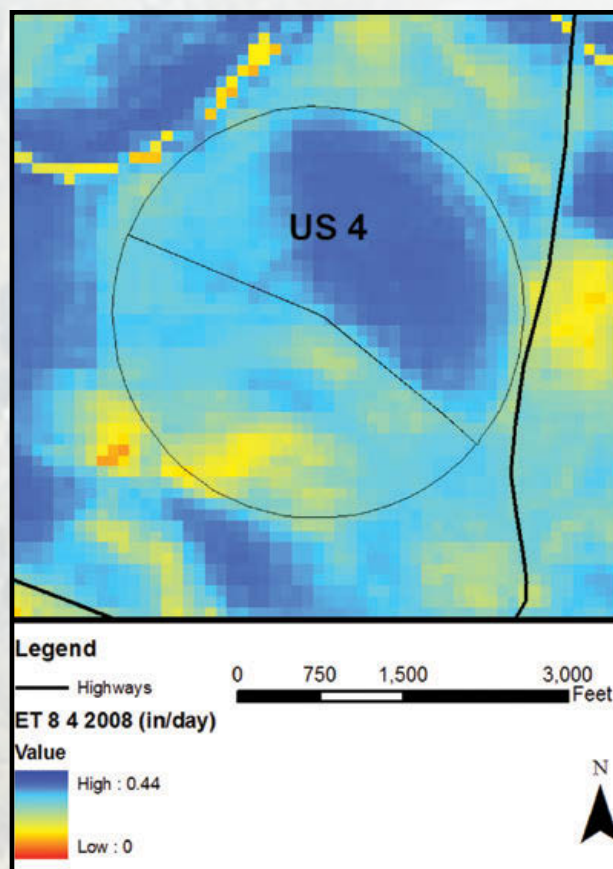 US 4
Legend
Highways
0 750 1,500 3,000
Feet
ET 8 4 2008 (in/day)
Value
High : 0.44
Low : 0
N